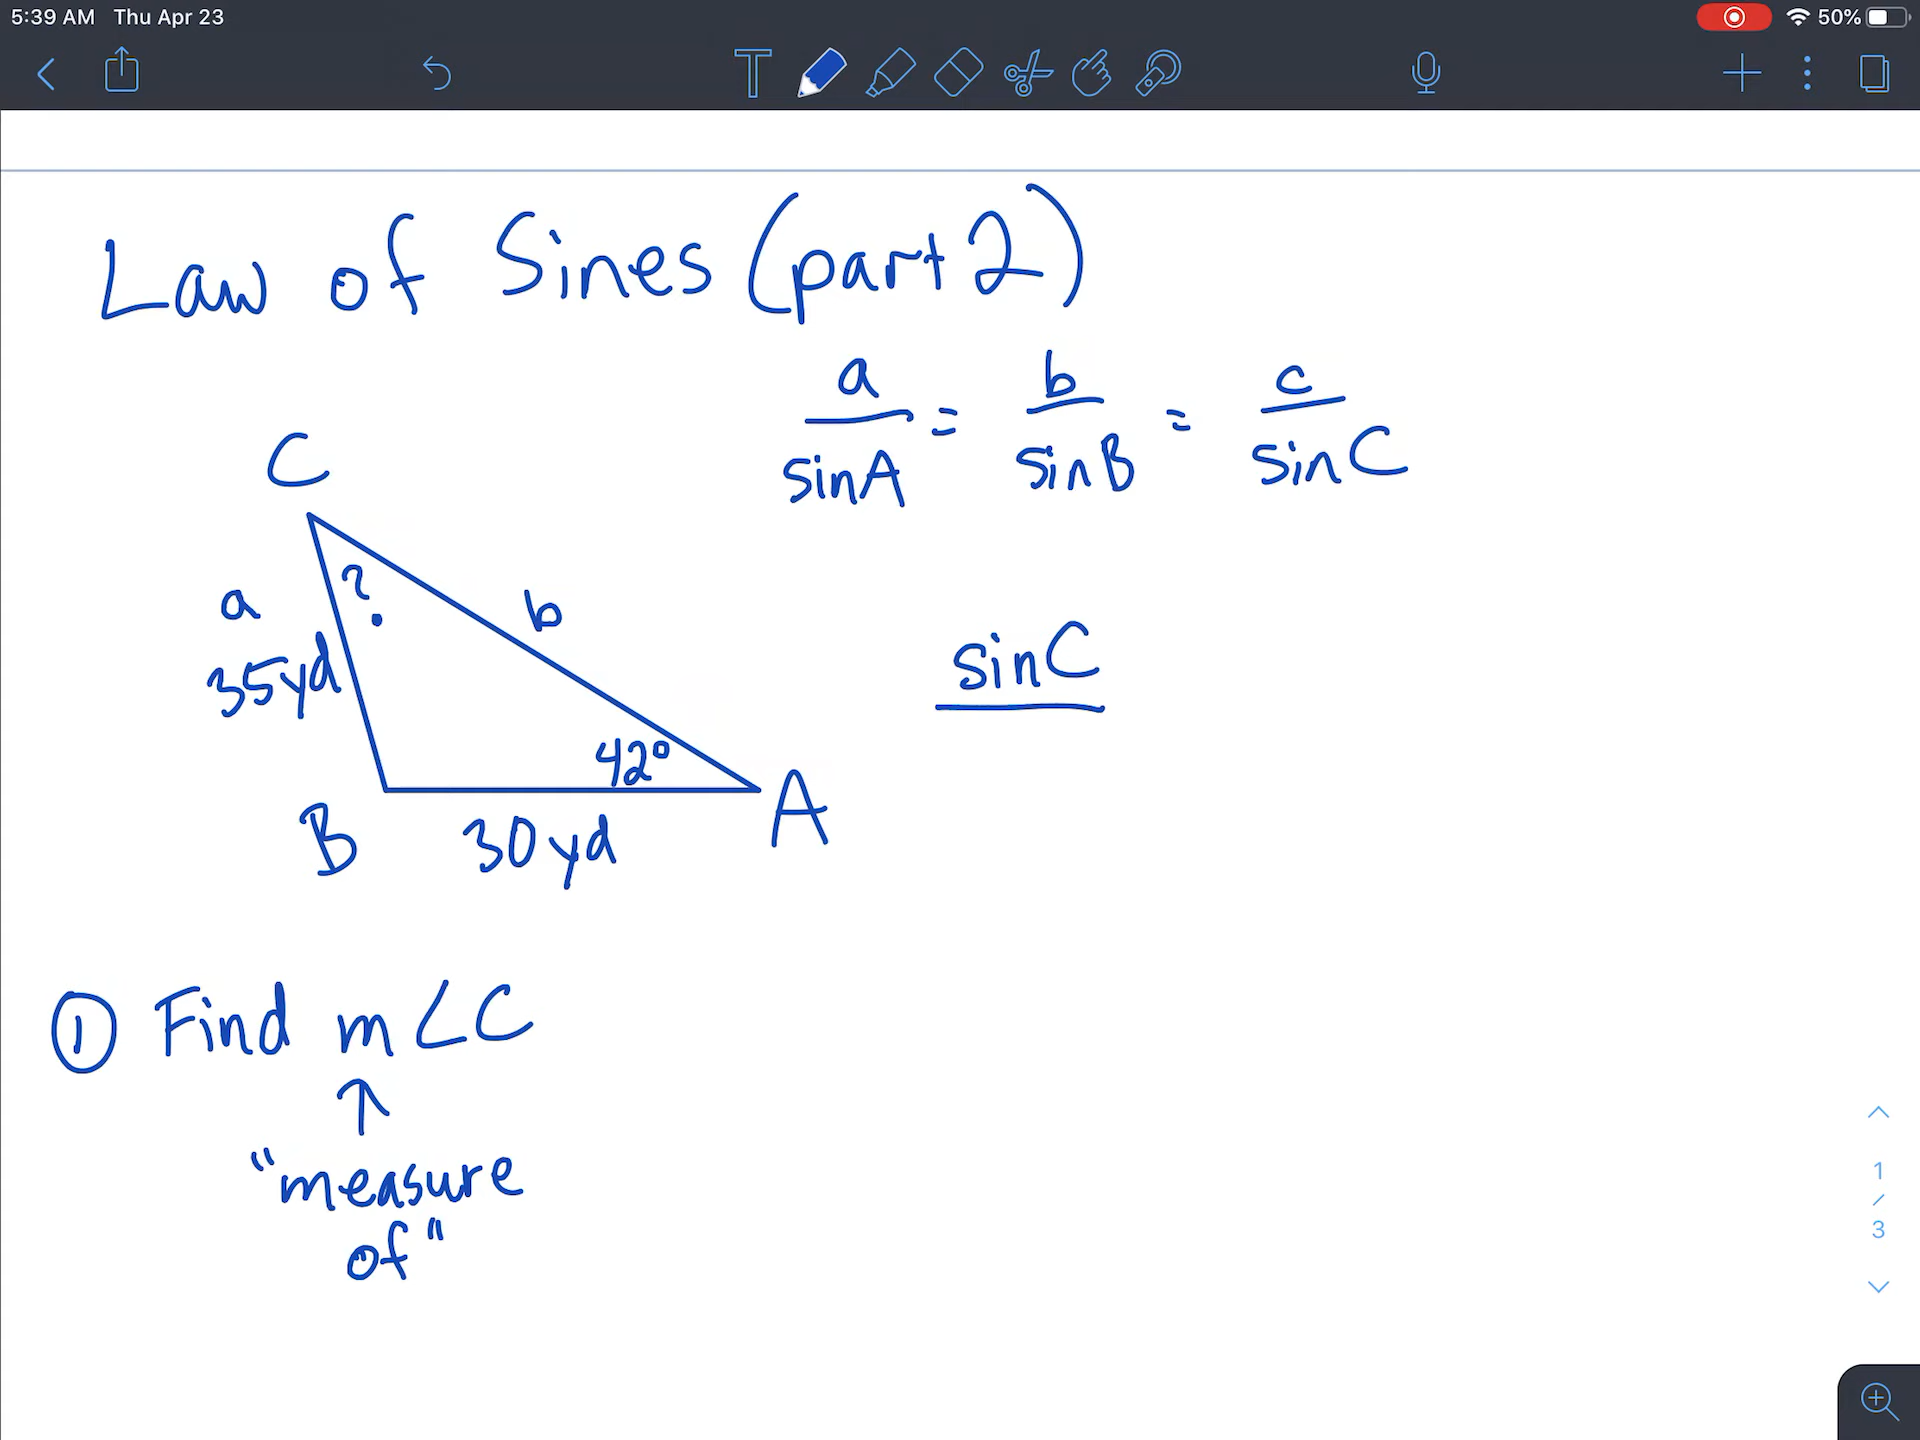 5:39 AM Thu Apr 23
50%
T
Law of Sines (part 2)
a/sinA = b/sinB = c/sinC
C
?
a
b
35yd
sinC
42°
B
30yd
A
① Find m∠C
↑
"measure
of"
1
/
3